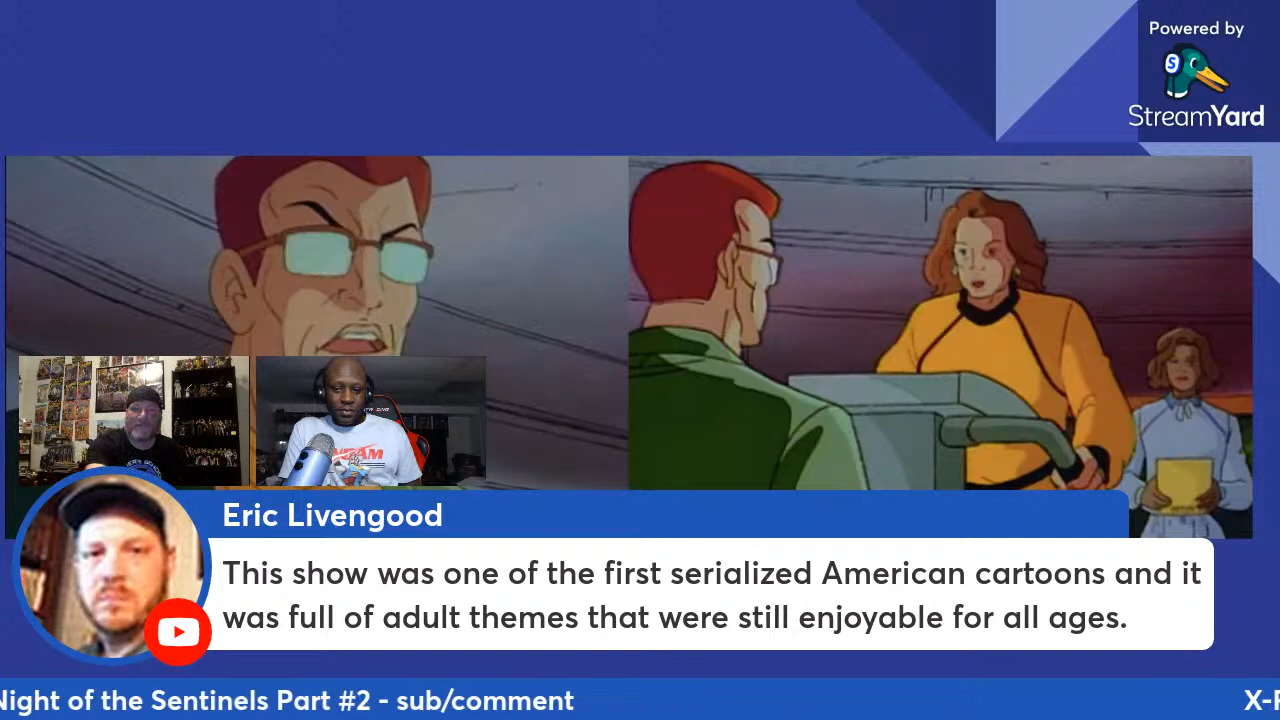 Powered by
S
StreamYard
Eric Livengood
This show was one of the first serialized American cartoons and it
was full of adult themes that were still enjoyable for all ages.
Night of the Sentinels Part #2 - sub/comment